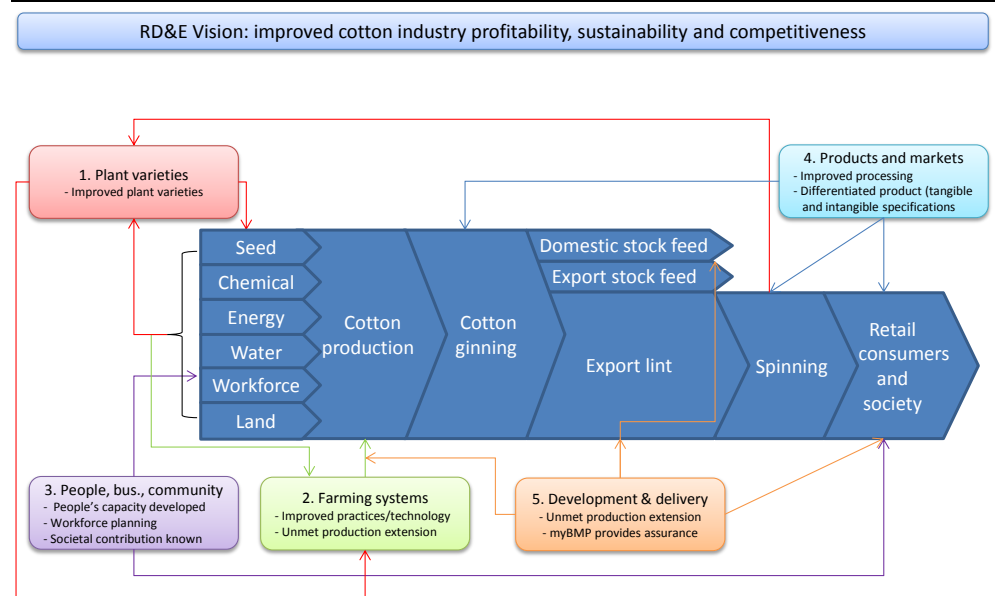 RD&E Vision: improved cotton industry profitability, sustainability and competitiveness
1. Plant varieties
- Improved plant varieties
4. Products and markets
- Improved processing
- Differentiated product (tangible
and intangible specifications
Seed
Chemical
Energy
Water
Workforce
Land
Cotton
production
Cotton
ginning
Domestic stock feed
Export stock feed
Export lint
Spinning
Retail
consumers
and
society
3. People, bus., community
- People's capacity developed
- Workforce planning
- Societal contribution known
2. Farming systems
- Improved practices/technology
- Unmet production extension
5. Development & delivery
- Unmet production extension
- myBMP provides assurance